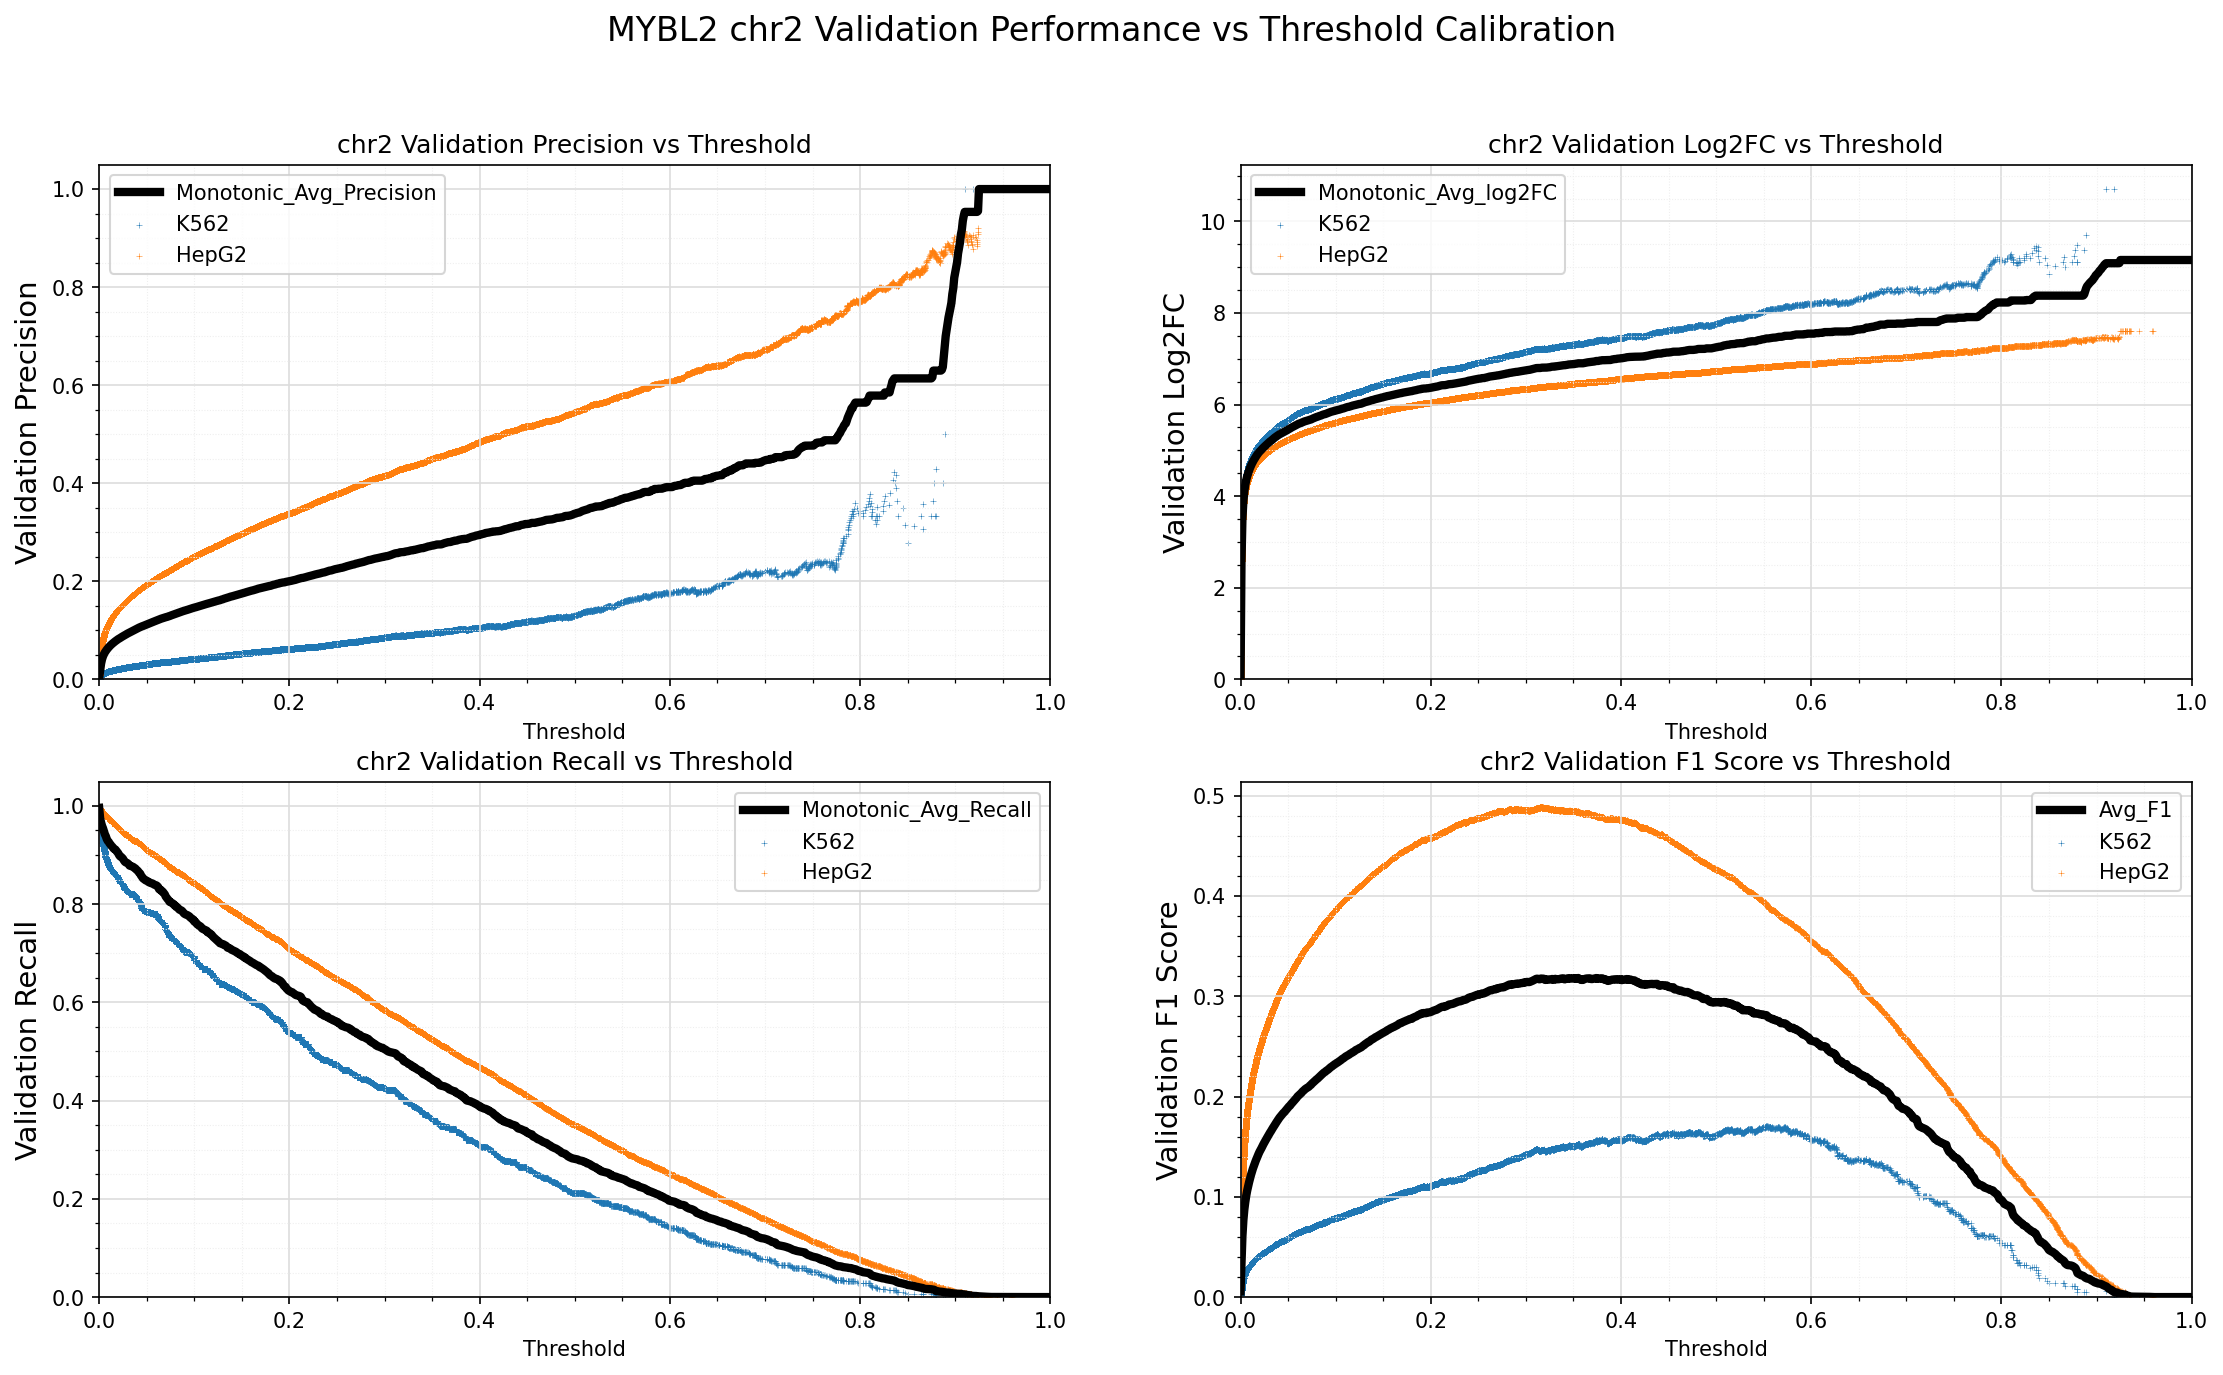 MYBL2 chr2 Validation Performance vs Threshold Calibration
chr2 Validation Precision vs Threshold
Validation Precision
1.0
0.8
0.6
0.4
0.2
0.0
Monotonic_Avg_Precision
K562
HepG2
0.0 0.2 0.4 0.6 0.8 1.0
Threshold
chr2 Validation Log2FC vs Threshold
Validation Log2FC
10
8
6
4
2
0
Monotonic_Avg_log2FC
K562
HepG2
0.0 0.2 0.4 0.6 0.8 1.0
Threshold
chr2 Validation Recall vs Threshold
Validation Recall
1.0
0.8
0.6
0.4
0.2
0.0
Monotonic_Avg_Recall
K562
HepG2
0.0 0.2 0.4 0.6 0.8 1.0
Threshold
chr2 Validation F1 Score vs Threshold
Validation F1 Score
0.5
0.4
0.3
0.2
0.1
0.0
Avg_F1
K562
HepG2
0.0 0.2 0.4 0.6 0.8 1.0
Threshold